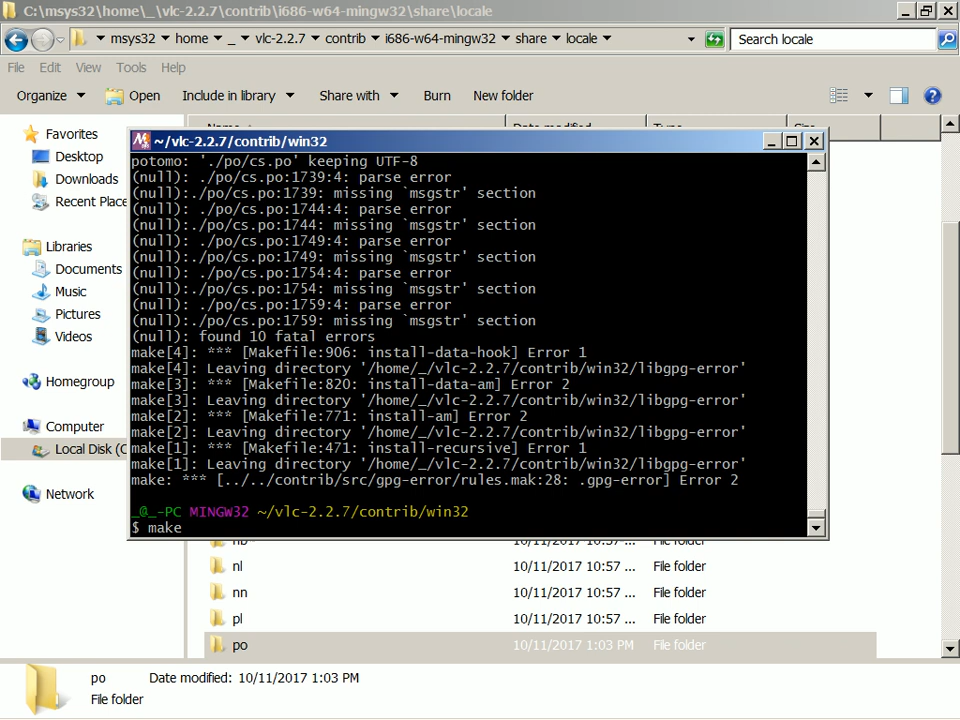 C:\msys32\home\_\vlc-2.2.7\contrib\i686-w64-mingw32\share\locale
msys32 home _ vlc-2.2.7 contrib i686-w64-mingw32 share locale Search locale
File Edit View Tools Help
Organize Open Include in library Share with Burn New folder
Favorites
Desktop
Downloads
Recent Place
Libraries
Documents
Music
Pictures
Videos
Homegroup
Computer
Local Disk (C
Network
~/vlc-2.2.7/contrib/win32
potomo: './po/cs.po' keeping UTF-8
(null): ./po/cs.po:1739:4: parse error
(null):./po/cs.po:1739: missing `msgstr' section
(null): ./po/cs.po:1744:4: parse error
(null):./po/cs.po:1744: missing `msgstr' section
(null): ./po/cs.po:1749:4: parse error
(null):./po/cs.po:1749: missing `msgstr' section
(null): ./po/cs.po:1754:4: parse error
(null):./po/cs.po:1754: missing `msgstr' section
(null): ./po/cs.po:1759:4: parse error
(null):./po/cs.po:1759: missing `msgstr' section
(null): found 10 fatal errors
make[4]: *** [Makefile:906: install-data-hook] Error 1
make[4]: Leaving directory '/home/_/vlc-2.2.7/contrib/win32/libgpg-error'
make[3]: *** [Makefile:820: install-data-am] Error 2
make[3]: Leaving directory '/home/_/vlc-2.2.7/contrib/win32/libgpg-error'
make[2]: *** [Makefile:771: install-am] Error 2
make[2]: Leaving directory '/home/_/vlc-2.2.7/contrib/win32/libgpg-error'
make[1]: *** [Makefile:471: install-recursive] Error 1
make[1]: Leaving directory '/home/_/vlc-2.2.7/contrib/win32/libgpg-error'
make: *** [../../contrib/src/gpg-error/rules.mak:28: .gpg-error] Error 2
_@_-PC MINGW32 ~/vlc-2.2.7/contrib/win32
$ make
nb 10/11/2017 10:57 ... File folder
nl 10/11/2017 10:57 ... File folder
nn 10/11/2017 10:57 ... File folder
pl 10/11/2017 10:57 ... File folder
po 10/11/2017 1:03 PM File folder
po Date modified: 10/11/2017 1:03 PM
File folder